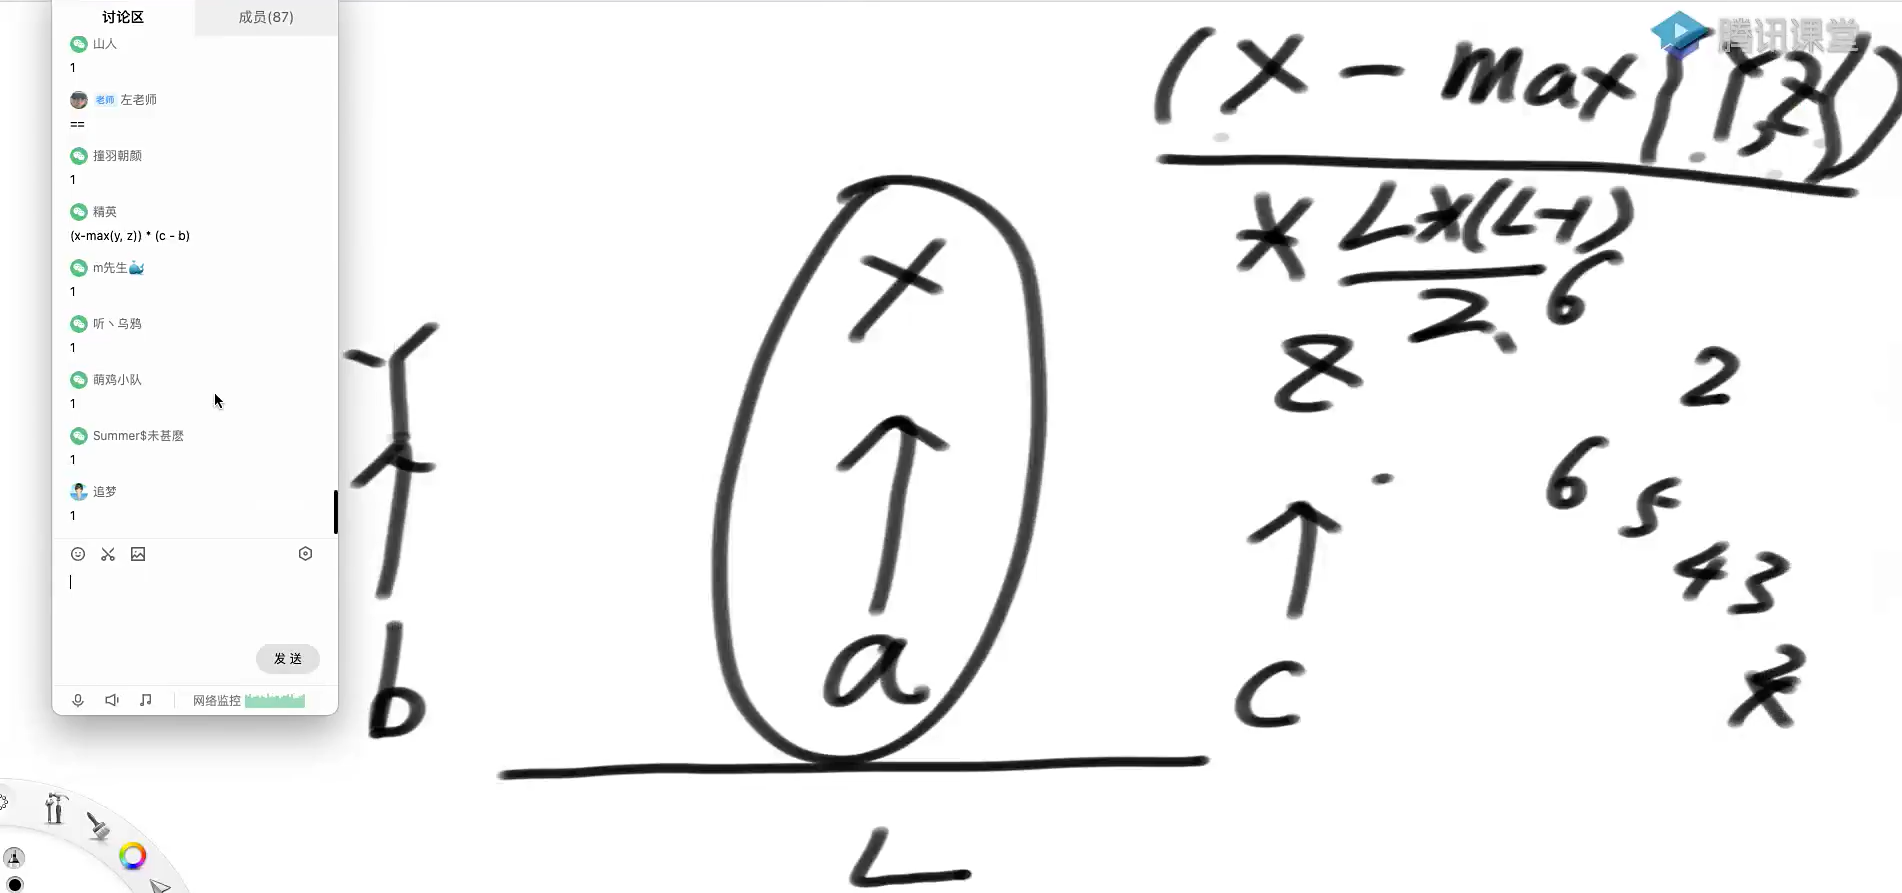 讨论区 成员(87)
山人
1
老师 左老师
==
撞羽朝颜
1
精英
(x-max(y, z)) * (c - b)
m先生
1
听丶乌鸦
1
萌鸡小队
1
Summer$未甚麽
1
追梦
1
发 送
网络监控
腾讯课堂
(X - max{Y,Z})
* L*(L-1)
2
6
Y
X
Z
2
6 5 4 3
b
a
c
L